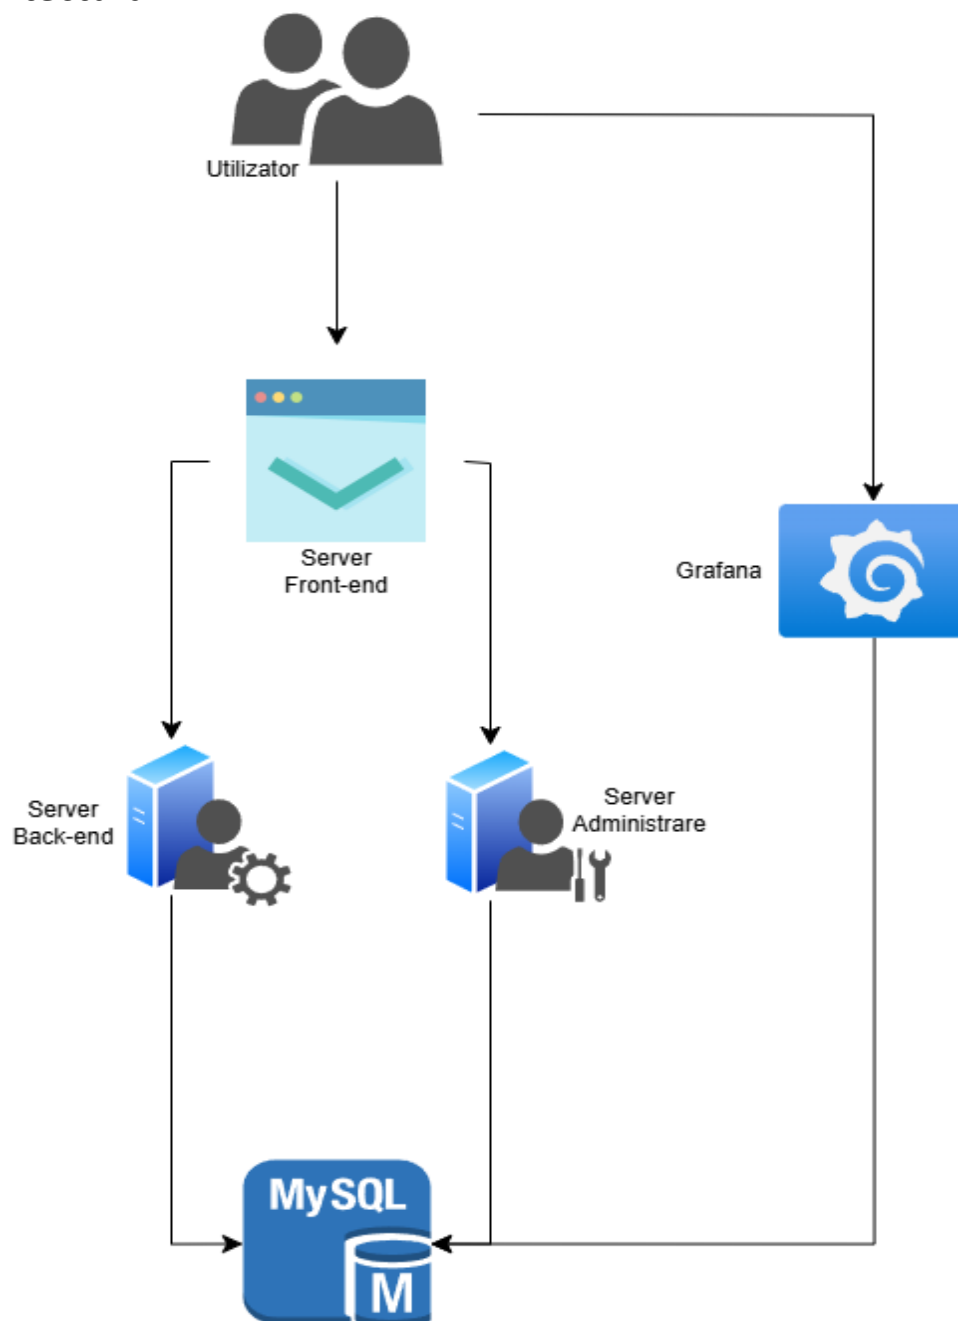 Utilizator
Server
Front-end
Grafana
Server
Back-end
Server
Administrare
MySQL
M